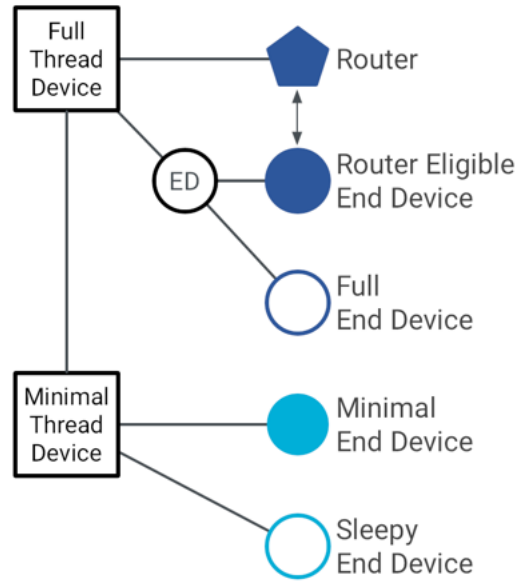 Full
Thread
Device
Router
ED
Router Eligible
End Device
Full
End Device
Minimal
Thread
Device
Minimal
End Device
Sleepy
End Device